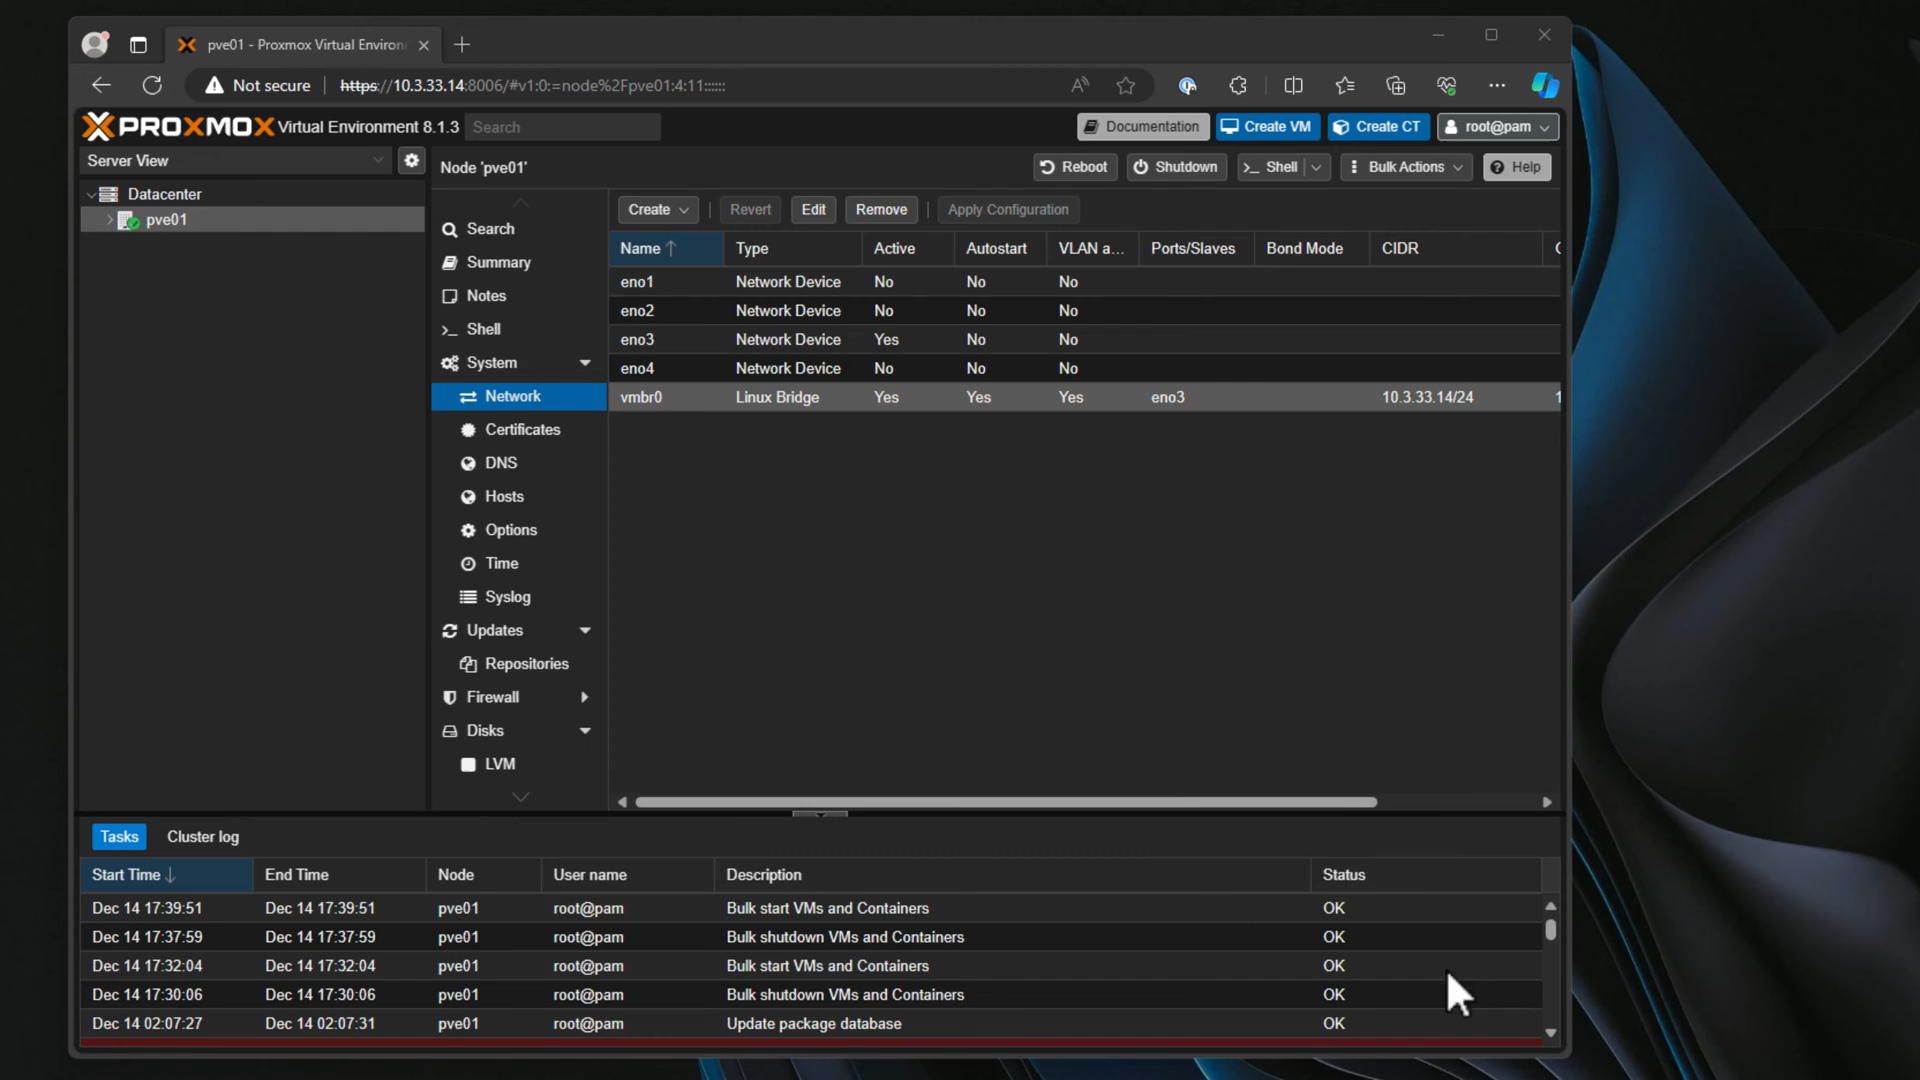 pve01 - Proxmox Virtual Environ
Not secure https://10.3.33.14:8006/#v1:0:=node%2Fpve01:4:11::::::
PROXMOX Virtual Environment 8.1.3 Search Documentation Create VM Create CT root@pam
Server View Node 'pve01' Reboot Shutdown >_ Shell Bulk Actions Help
Datacenter
pve01
Create Revert Edit Remove Apply Configuration
Search
Summary
Notes
>_ Shell
System
Network
Certificates
DNS
Hosts
Options
Time
Syslog
Updates
Repositories
Firewall
Disks
LVM
Name Type Active Autostart VLAN a... Ports/Slaves Bond Mode CIDR
eno1 Network Device No No No
eno2 Network Device No No No
eno3 Network Device Yes No No
eno4 Network Device No No No
vmbr0 Linux Bridge Yes Yes Yes eno3 10.3.33.14/24 1
Tasks Cluster log
Start Time End Time Node User name Description Status
Dec 14 17:39:51 Dec 14 17:39:51 pve01 root@pam Bulk start VMs and Containers OK
Dec 14 17:37:59 Dec 14 17:37:59 pve01 root@pam Bulk shutdown VMs and Containers OK
Dec 14 17:32:04 Dec 14 17:32:04 pve01 root@pam Bulk start VMs and Containers OK
Dec 14 17:30:06 Dec 14 17:30:06 pve01 root@pam Bulk shutdown VMs and Containers OK
Dec 14 02:07:27 Dec 14 02:07:31 pve01 root@pam Update package database OK